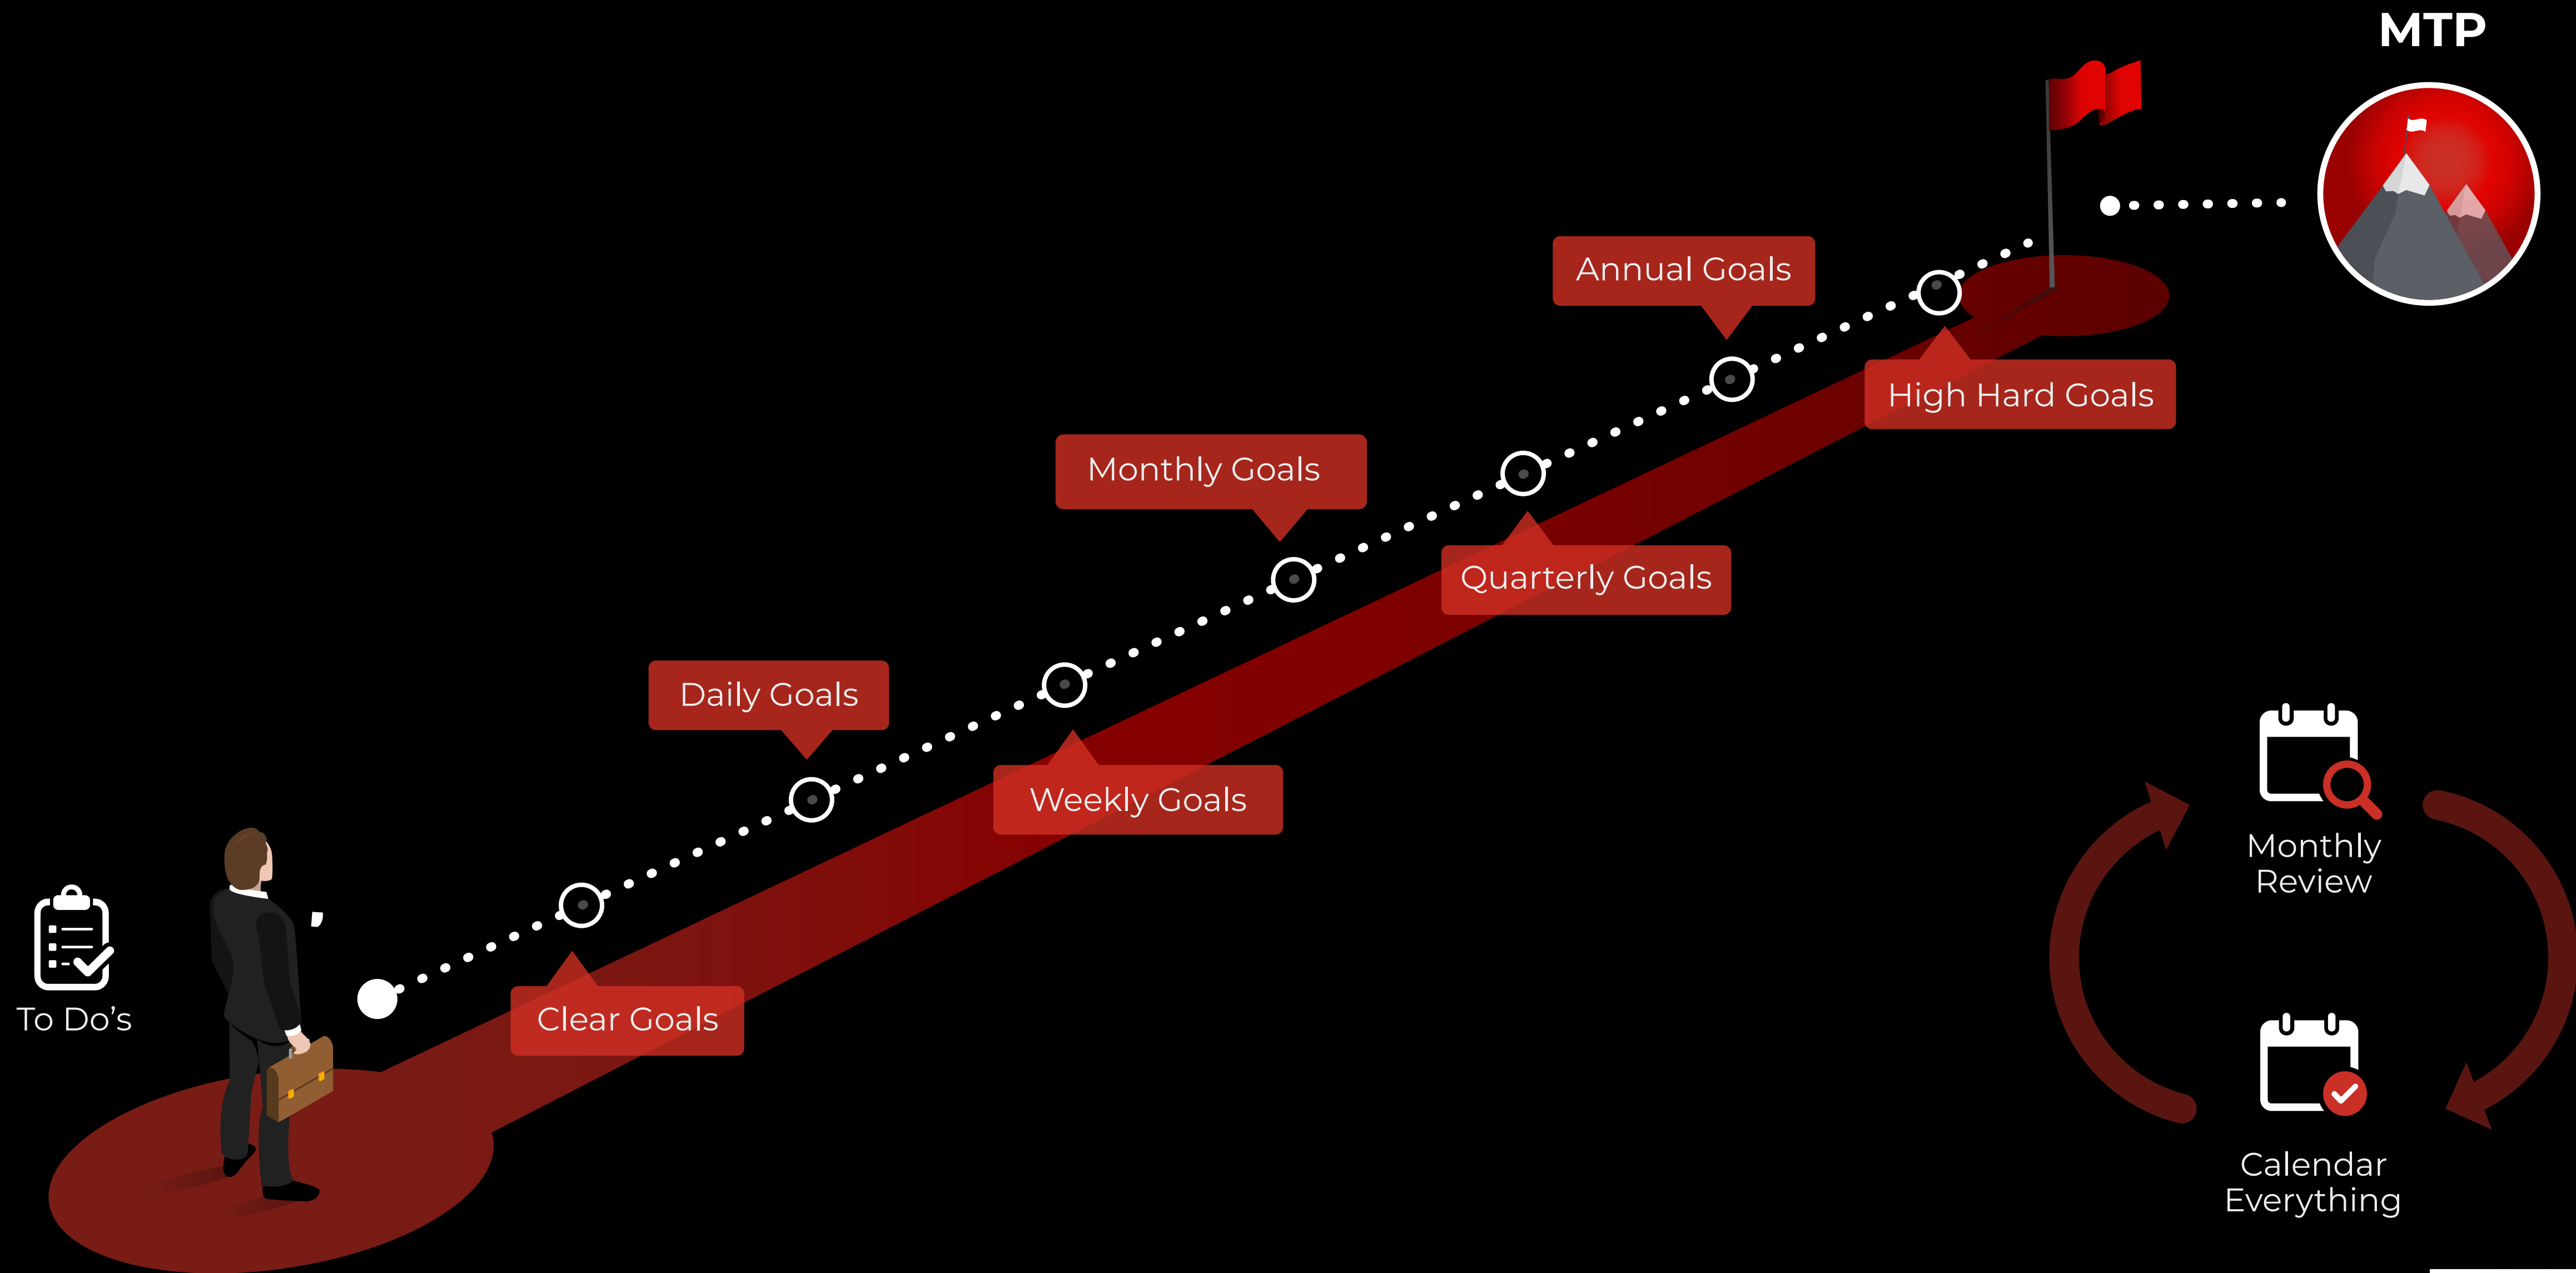 MTP
Annual Goals
High Hard Goals
Monthly Goals
Quarterly Goals
Daily Goals
Weekly Goals
Clear Goals
To Do’s
Monthly
Review
Calendar
Everything